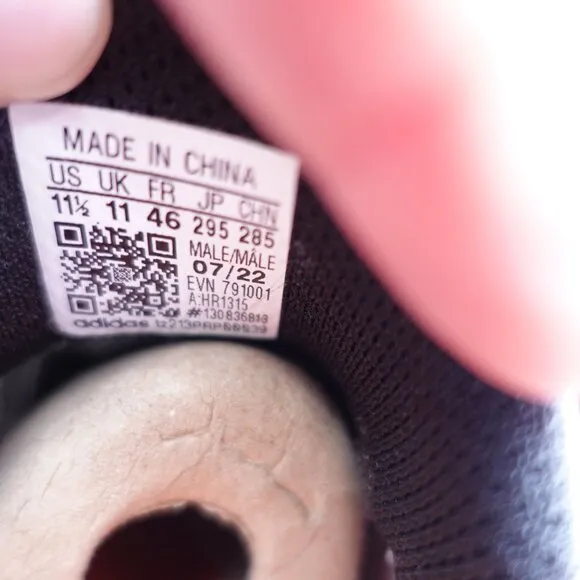 MADE IN CHINA
US UK FR JP CHN
11½ 11 46 295 285
MALE/MÂLE
07/22
EVN 791001
A:HR1315
adidas